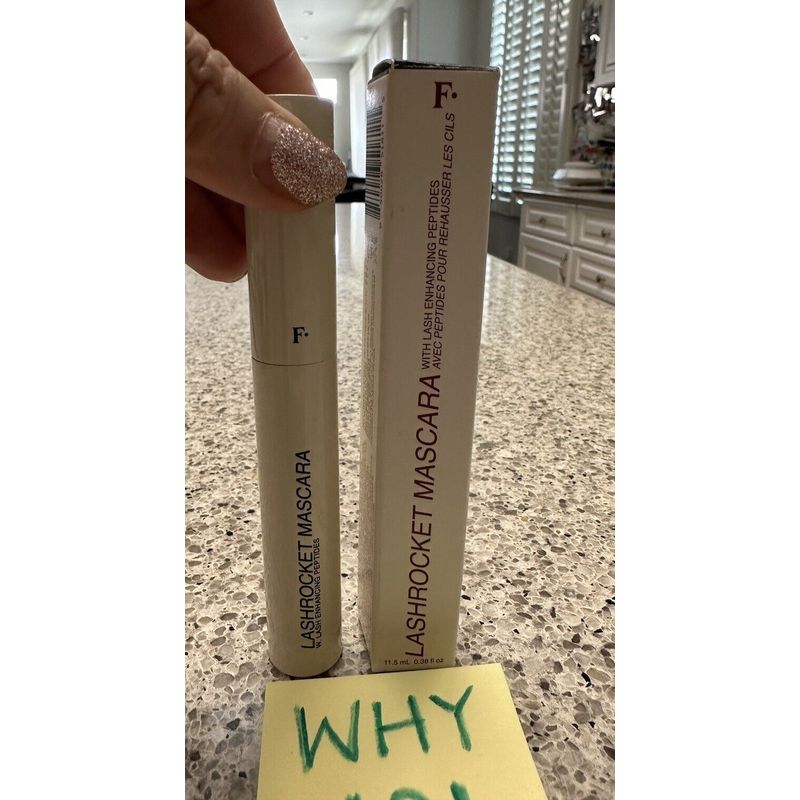 F.
LASHROCKET MASCARA
W LASH ENHANCING PEPTIDES
F.
LASHROCKET MASCARA
WITH LASH ENHANCING PEPTIDES
AVEC PEPTIDES POUR REHAUSSER LES CILS
11.5 mL 0.38 fl oz
WHY